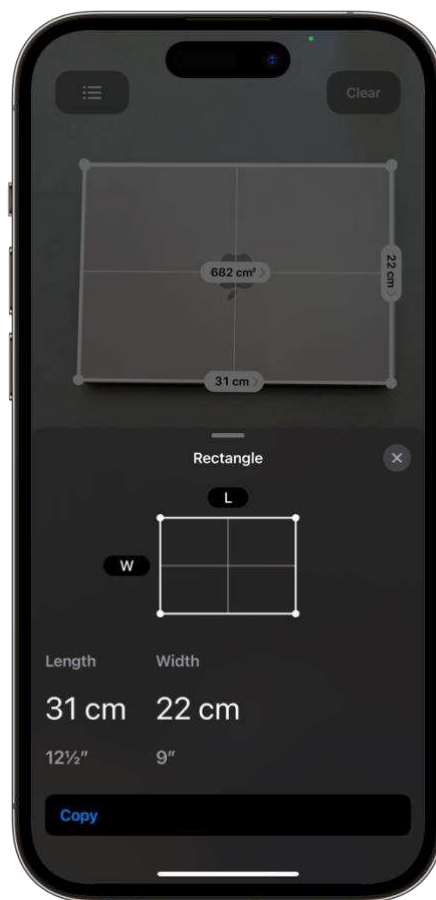 Clear
682 cm²
22 cm
31 cm
Rectangle
L
W
Length Width
31 cm 22 cm
12½″ 9″
Copy